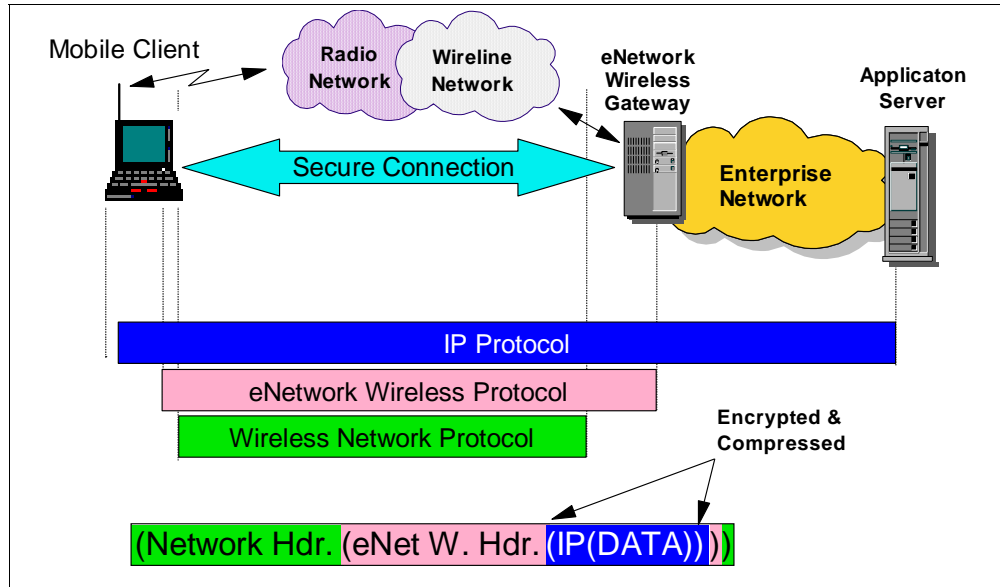 Mobile Client
Radio
Network
Wireline
Network
eNetwork
Wireless
Gateway
Applicaton
Server
Secure Connection
Enterprise
Network
IP Protocol
eNetwork Wireless Protocol
Wireless Network Protocol
Encrypted &
Compressed
(Network Hdr. (eNet W. Hdr. (IP(DATA))))